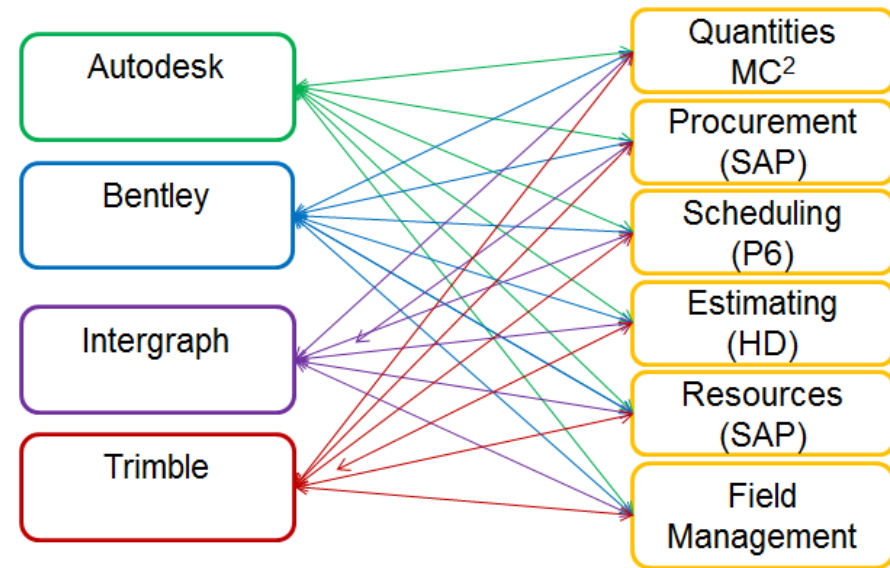 Autodesk
Bentley
Intergraph
Trimble
Quantities
MC²
Procurement
(SAP)
Scheduling
(P6)
Estimating
(HD)
Resources
(SAP)
Field
Management